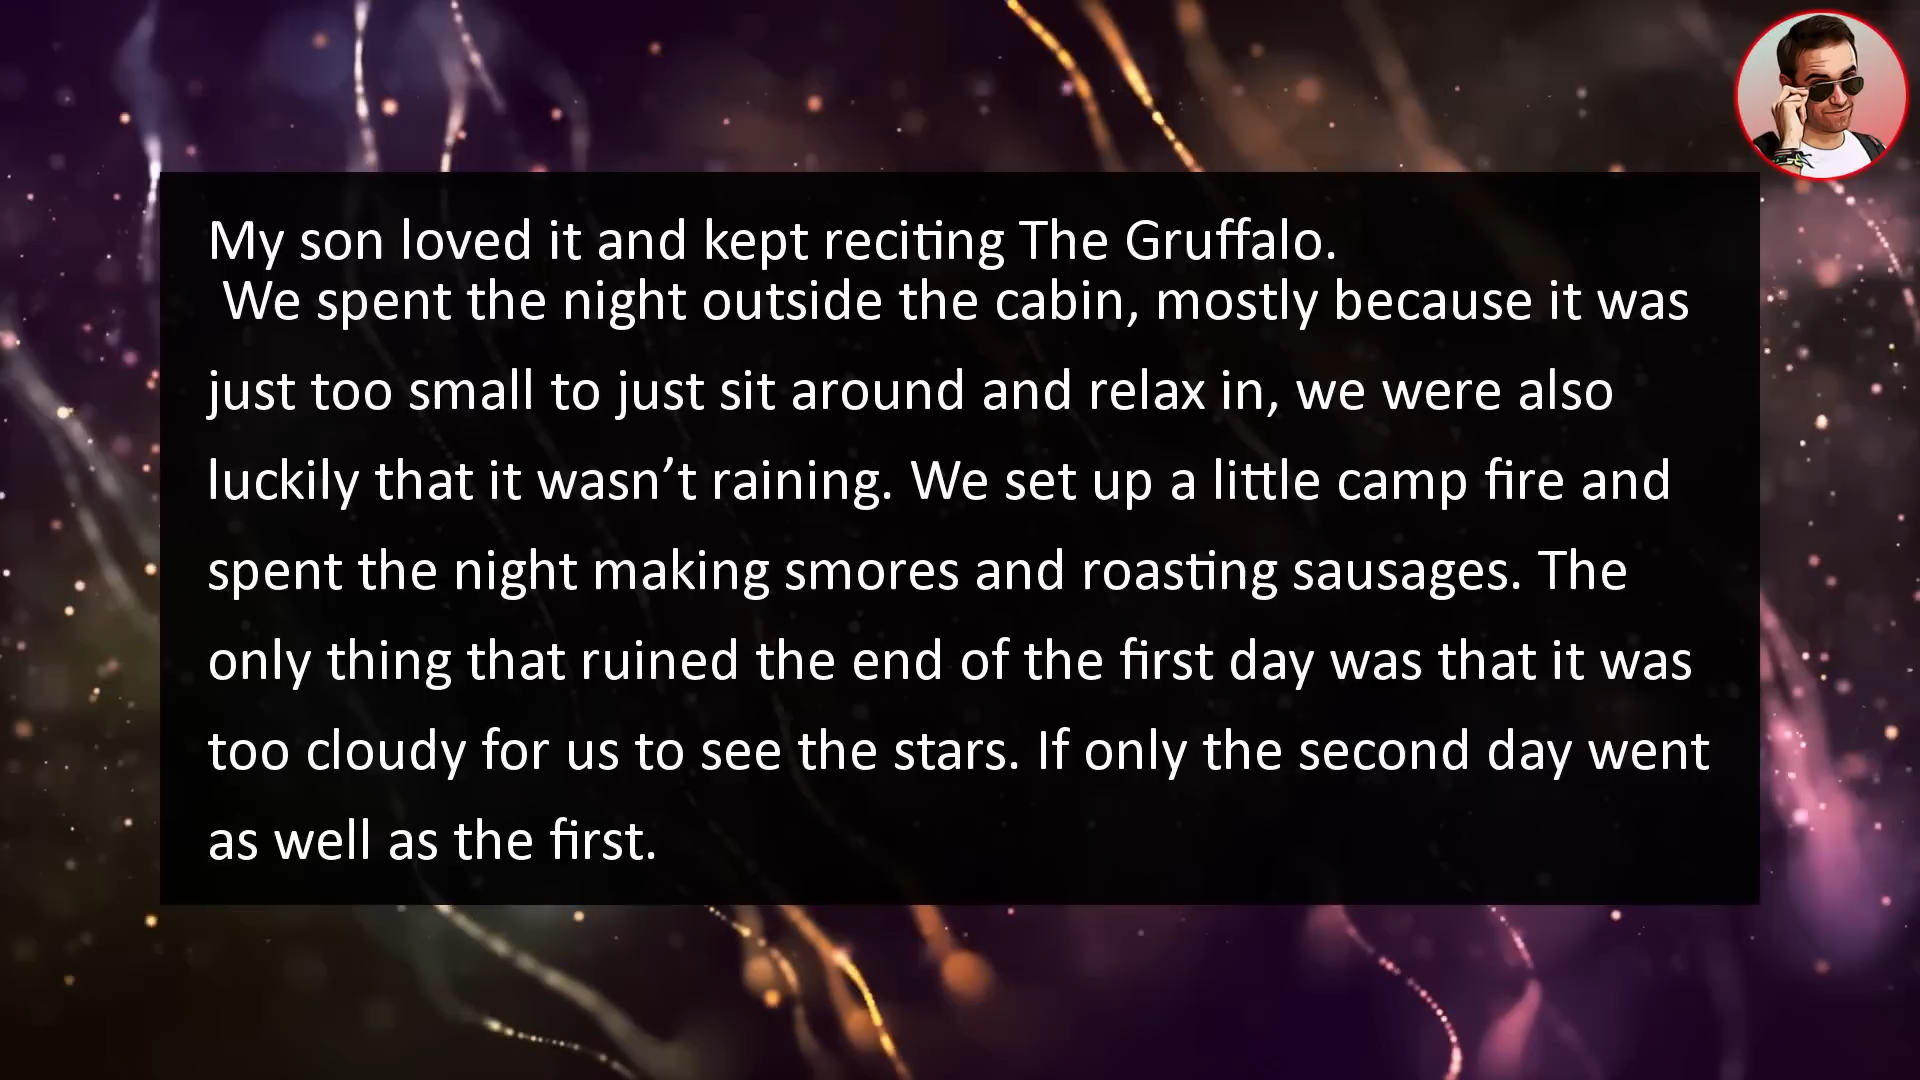 My son loved it and kept reciting The Gruffalo.
We spent the night outside the cabin, mostly because it was
just too small to just sit around and relax in, we were also
luckily that it wasn’t raining. We set up a little camp fire and
spent the night making smores and roasting sausages. The
only thing that ruined the end of the first day was that it was
too cloudy for us to see the stars. If only the second day went
as well as the first.